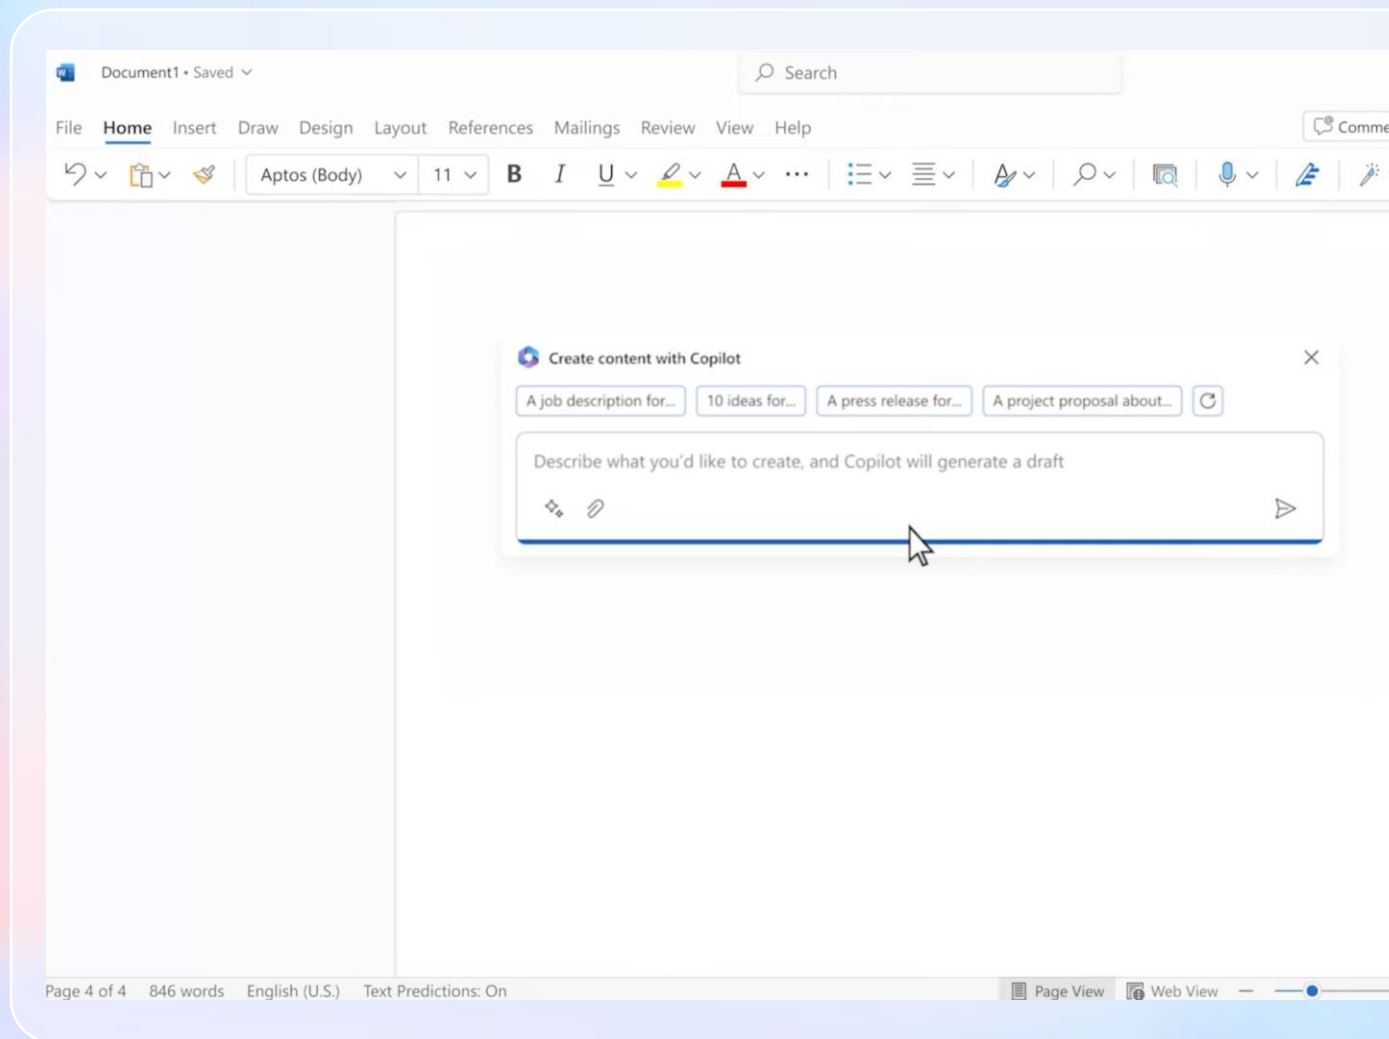 Document1 • Saved
Search
File Home Insert Draw Design Layout References Mailings Review View Help
Comme
Aptos (Body) 11 B I U A
Create content with Copilot
A job description for... 10 ideas for... A press release for... A project proposal about...
Describe what you'd like to create, and Copilot will generate a draft
Page 4 of 4 846 words English (U.S.) Text Predictions: On Page View Web View